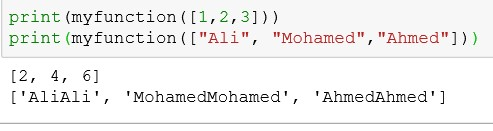 print(myfunction([1,2,3]))
print(myfunction(["Ali", "Mohamed","Ahmed"]))
[2, 4, 6]
['AliAli', 'MohamedMohamed', 'AhmedAhmed']